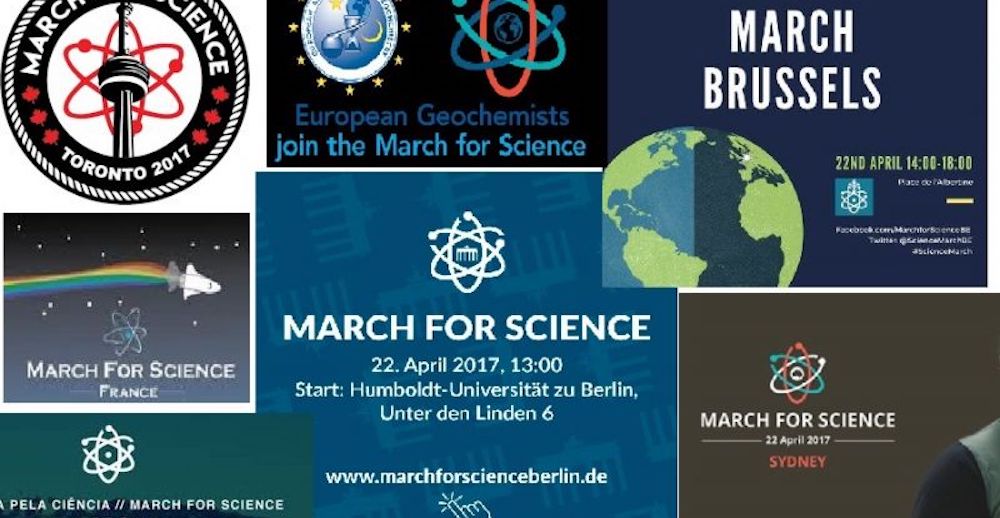 MARCH
SCIENCE
TORONTO 2017
European Geochemists
join the March for Science
MARCH
BRUSSELS
22ND APRIL 14:00-18:00
Place de l'Albertine
Facebook.com/MarchforScienceBE
Twitter @ScienceMarchBE
#ScienceMarch
MARCH FOR SCIENCE
FRANCE
MARCH FOR SCIENCE
22. April 2017, 13:00
Start: Humboldt-Universität zu Berlin,
Unter den Linden 6
www.marchforscienceberlin.de
MARCH FOR SCIENCE
22 April 2017
SYDNEY
A PELA CIÊNCIA // MARCH FOR SCIENCE